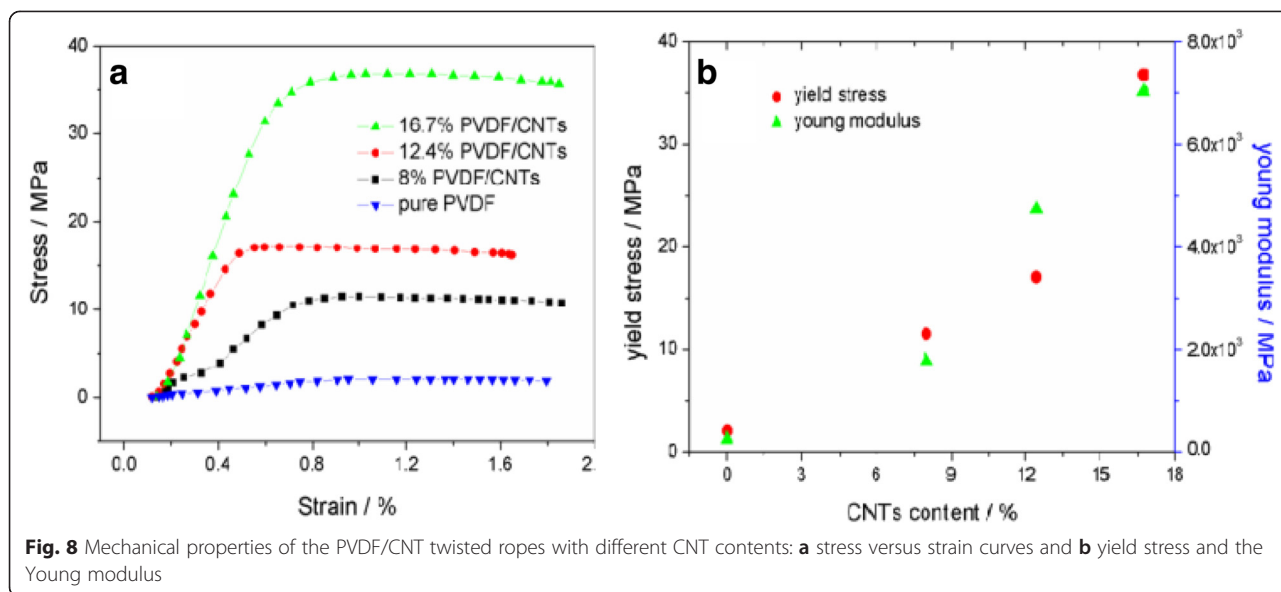 a
40
30
20
10
0
Stress / MPa
16.7% PVDF/CNTs
12.4% PVDF/CNTs
8% PVDF/CNTs
pure PVDF
0.0
0.4
0.8
1.2
1.6
2.
Strain / %
b
40
30
20
10
0
yield stress / MPa
yield stress
young modulus
8.0x10³
6.0x10³
4.0x10³
2.0x10³
0.0
young modulus / MPa
0
3
6
9
12
15
18
CNTs content / %
Fig. 8 Mechanical properties of the PVDF/CNT twisted ropes with different CNT contents: a stress versus strain curves and b yield stress and the
Young modulus